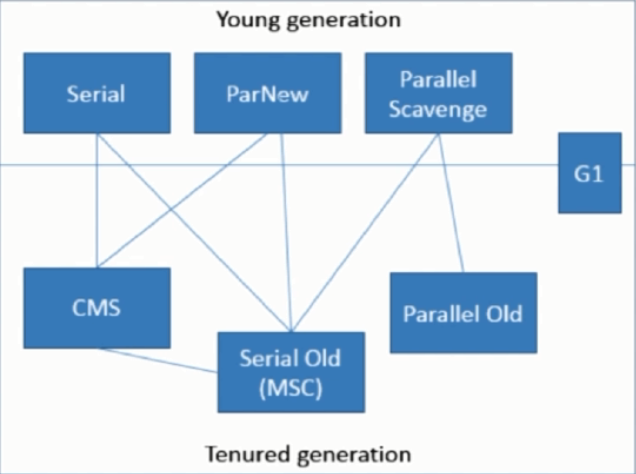 Young generation
Serial
ParNew
Parallel
Scavenge
G1
CMS
Parallel Old
Serial Old
(MSC)
Tenured generation